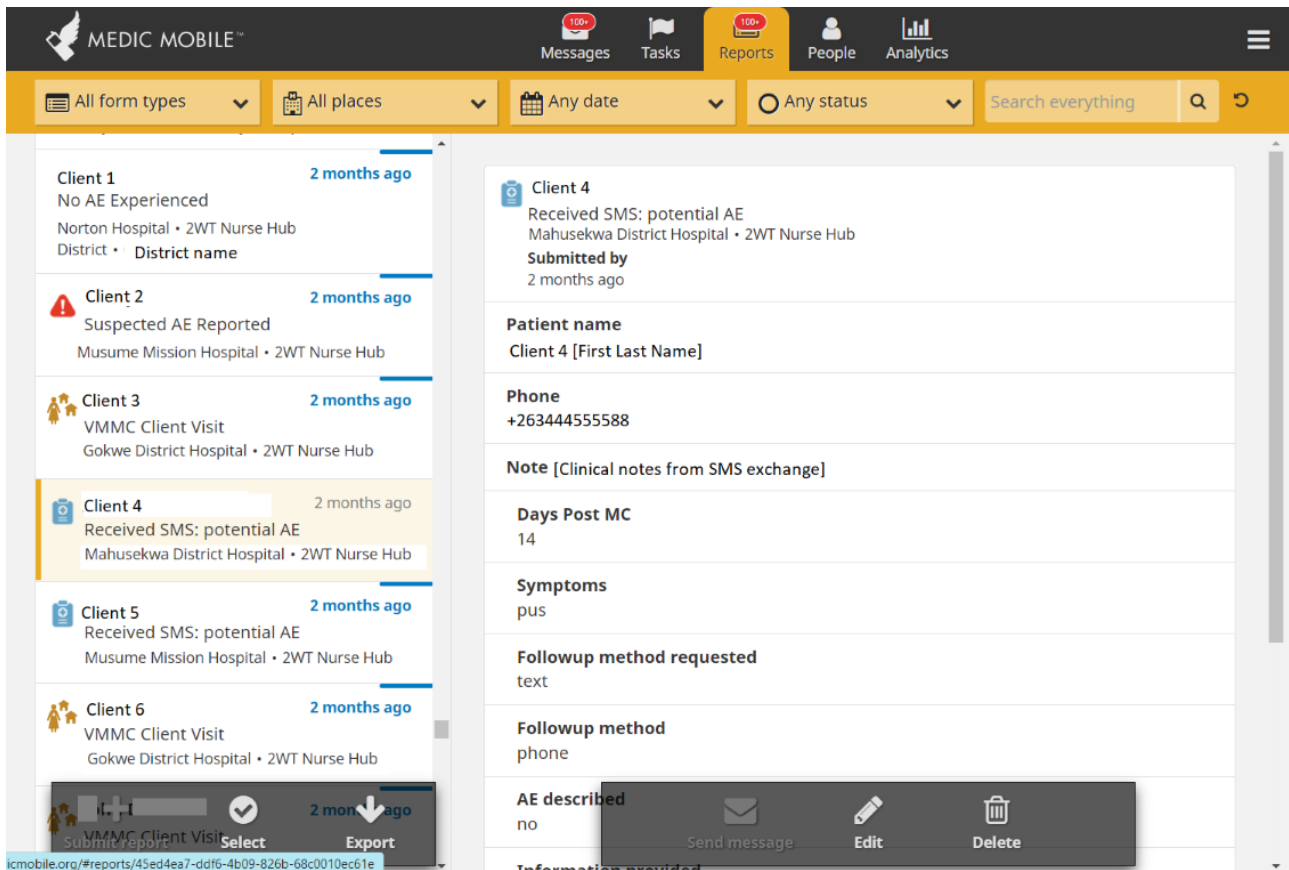 MEDIC MOBILE™
100+
100+
Messages
Tasks
Reports
People
Analytics
All form types
All places
Any date
Any status
Search everything
Client 1
2 months ago
No AE Experienced
Norton Hospital • 2WT Nurse Hub
District • District name
Client 2
2 months ago
Suspected AE Reported
Musume Mission Hospital • 2WT Nurse Hub
Client 3
2 months ago
VMMC Client Visit
Gokwe District Hospital • 2WT Nurse Hub
Client 4
2 months ago
Received SMS: potential AE
Mahusekwa District Hospital • 2WT Nurse Hub
Client 5
2 months ago
Received SMS: potential AE
Musume Mission Hospital • 2WT Nurse Hub
Client 6
2 months ago
VMMC Client Visit
Gokwe District Hospital • 2WT Nurse Hub
2 months ago
VMMC Client Visit
Submit report
Select
Export
icmobile.org/#reports/45ed4ea7-ddf6-4b09-826b-68c0010ec61e
Client 4
Received SMS: potential AE
Mahusekwa District Hospital • 2WT Nurse Hub
Submitted by
2 months ago
Patient name
Client 4 [First Last Name]
Phone
+263444555588
Note [Clinical notes from SMS exchange]
Days Post MC
14
Symptoms
pus
Followup method requested
text
Followup method
phone
AE described
no
Send message
Edit
Delete
Information provided